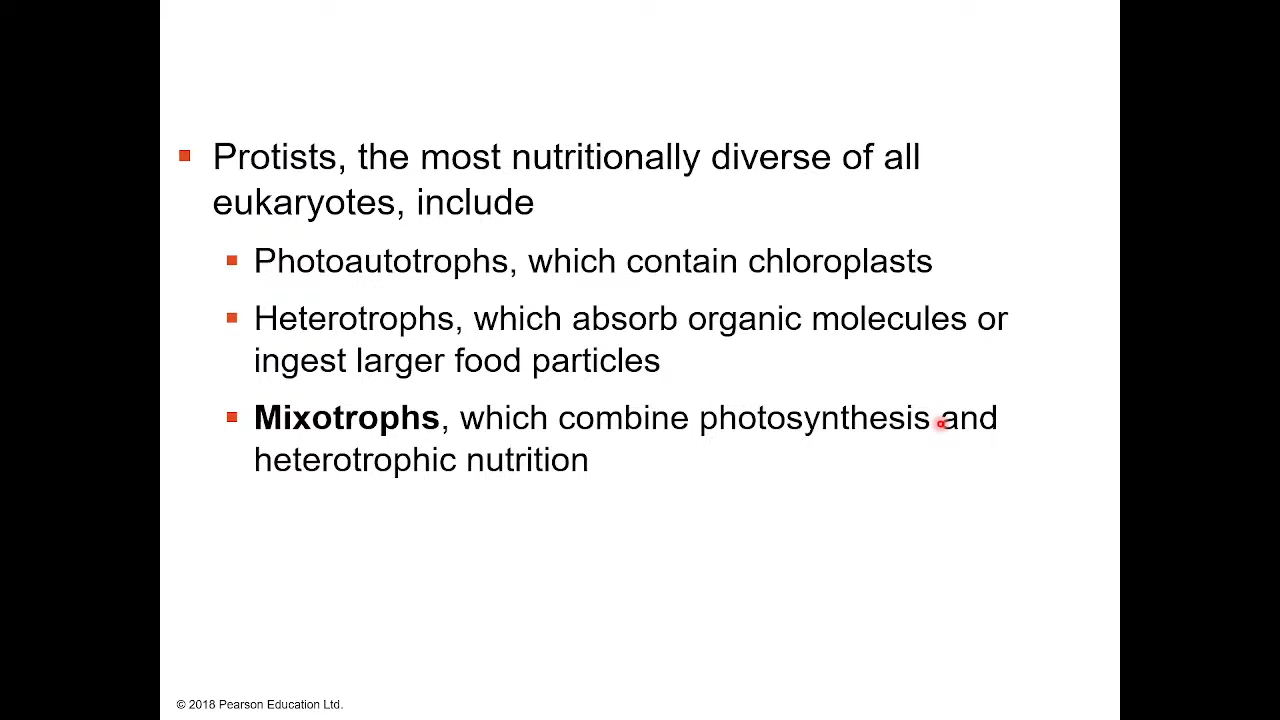 Protists, the most nutritionally diverse of all
eukaryotes, include
Photoautotrophs, which contain chloroplasts
Heterotrophs, which absorb organic molecules or
ingest larger food particles
Mixotrophs, which combine photosynthesis and
heterotrophic nutrition
© 2018 Pearson Education Ltd.